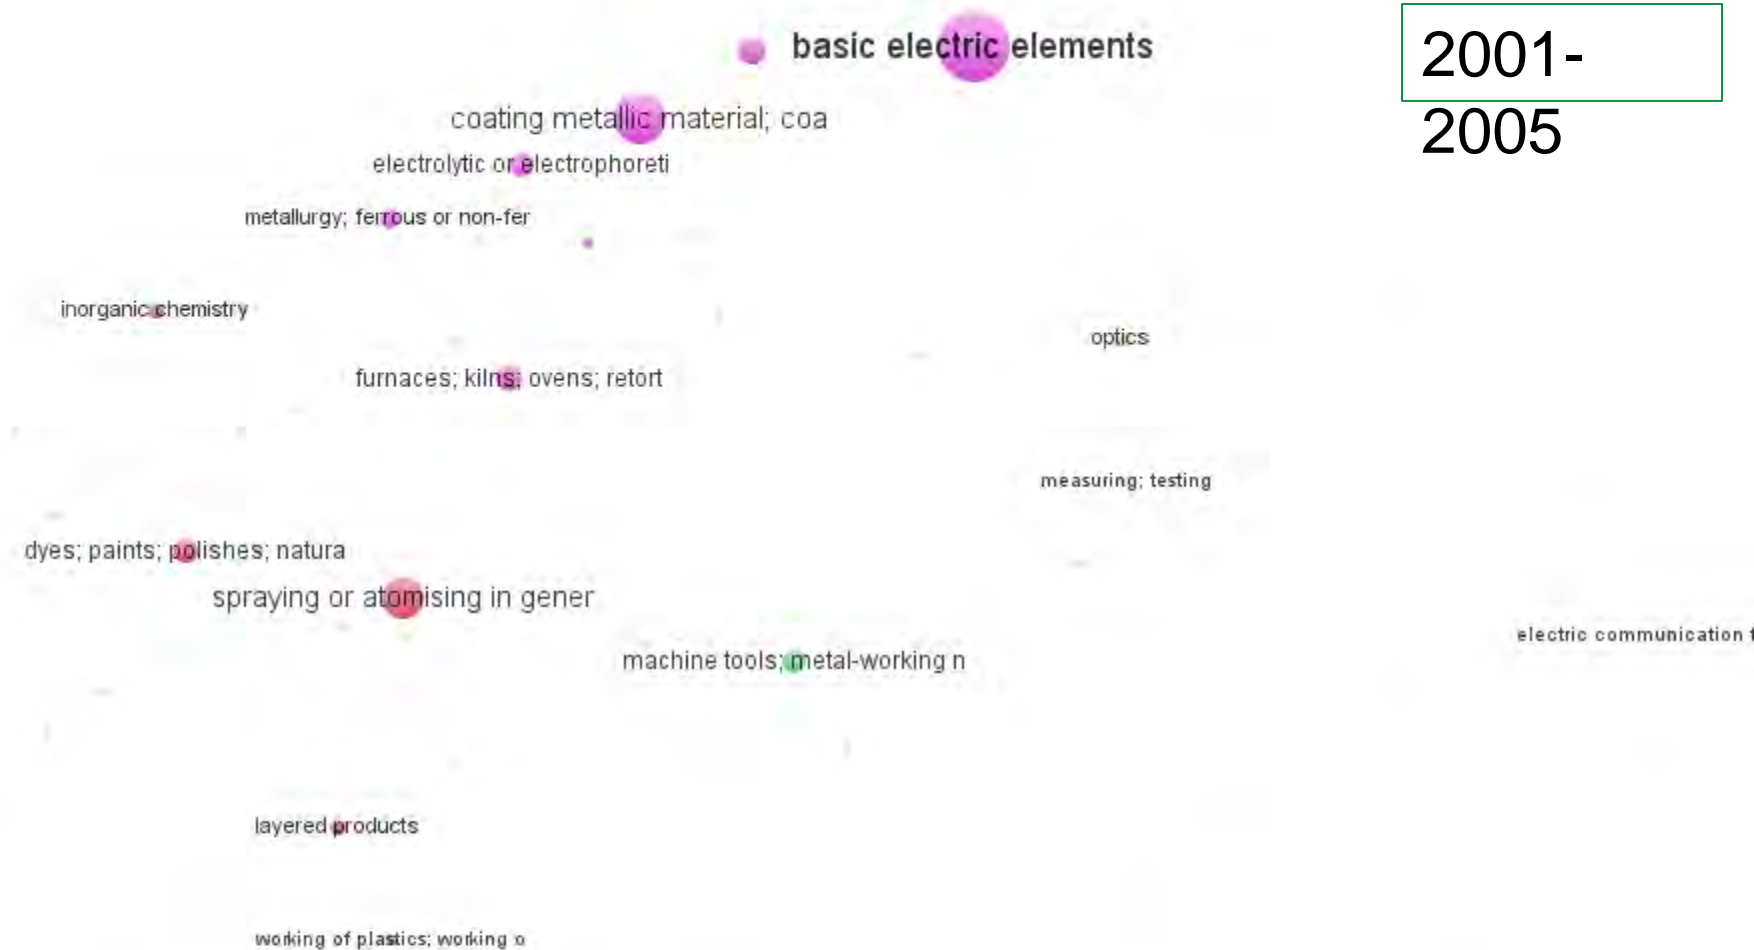 basic electric elements
2001-
2005
coating metallic material; coa
electrolytic or electrophoreti
metallurgy; ferrous or non-fer
inorganic chemistry
optics
furnaces; kilns; ovens; retort
measuring; testing
dyes; paints; polishes; natura
spraying or atomising in gener
electric communication t
machine tools; metal-working n
layered products
working of plastics; working o